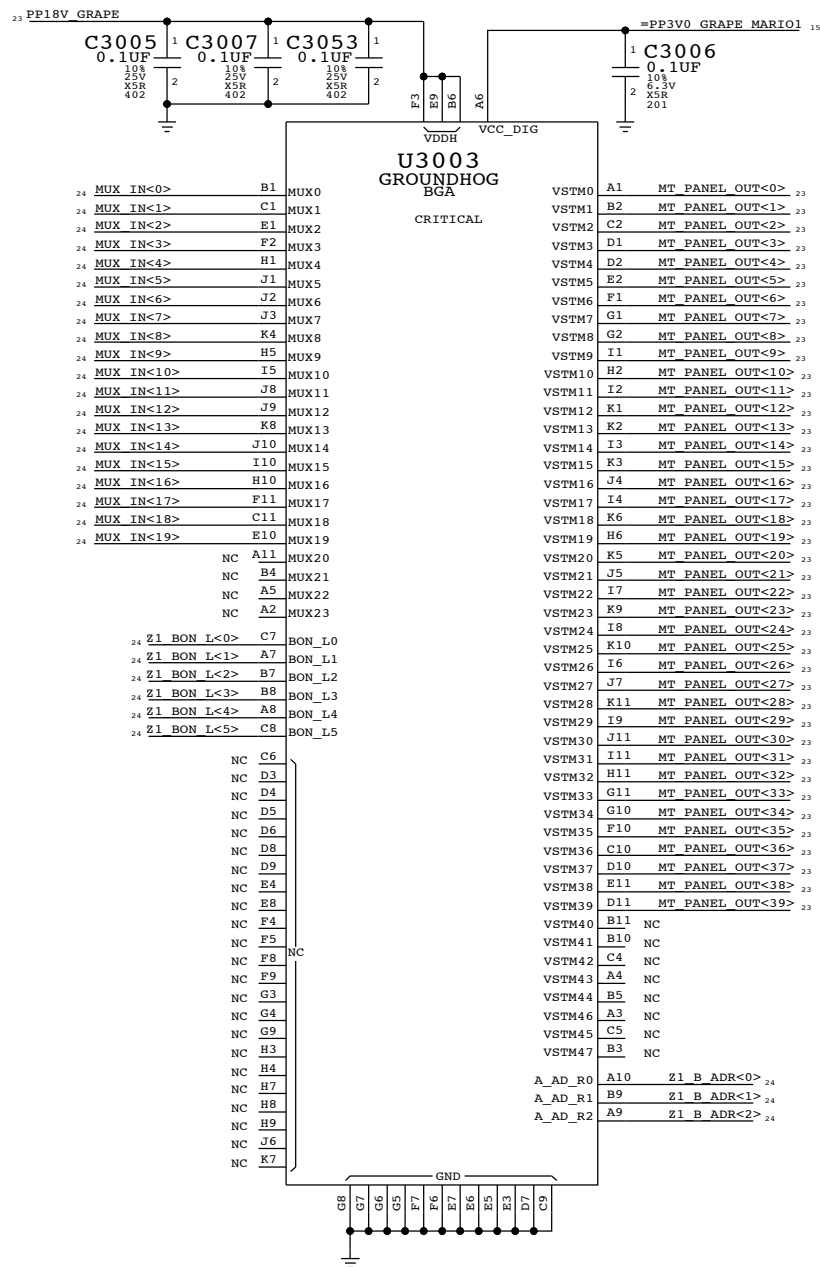 23 PP18V_GRAPE
=PP3V0_GRAPE_MARIO1 15
C3005 1
0.1UF
10%
25V
X5R
402
2
C3007 1
0.1UF
10%
25V
X5R
402
2
C3053 1
0.1UF
10%
25V
X5R
402
2
1 C3006
0.1UF
10%
6.3V
X5R
201
2
F3 E9 B6 A6
VDDH VCC_DIG
U3003
GROUNDHOG
BGA
CRITICAL
24 MUX_IN<0> B1 MUX0
24 MUX_IN<1> C1 MUX1
24 MUX_IN<2> E1 MUX2
24 MUX_IN<3> F2 MUX3
24 MUX_IN<4> H1 MUX4
24 MUX_IN<5> J1 MUX5
24 MUX_IN<6> J2 MUX6
24 MUX_IN<7> J3 MUX7
24 MUX_IN<8> K4 MUX8
24 MUX_IN<9> H5 MUX9
24 MUX_IN<10> I5 MUX10
24 MUX_IN<11> J8 MUX11
24 MUX_IN<12> J9 MUX12
24 MUX_IN<13> K8 MUX13
24 MUX_IN<14> J10 MUX14
24 MUX_IN<15> I10 MUX15
24 MUX_IN<16> H10 MUX16
24 MUX_IN<17> F11 MUX17
24 MUX_IN<18> C11 MUX18
24 MUX_IN<19> E10 MUX19
NC A11 MUX20
NC B4 MUX21
NC A5 MUX22
NC A2 MUX23
24 Z1_BON_L<0> C7 BON_L0
24 Z1_BON_L<1> A7 BON_L1
24 Z1_BON_L<2> B7 BON_L2
24 Z1_BON_L<3> B8 BON_L3
24 Z1_BON_L<4> A8 BON_L4
24 Z1_BON_L<5> C8 BON_L5
NC C6
NC D3
NC D4
NC D5
NC D6
NC D8
NC D9
NC E4
NC E8
NC F4
NC F5
NC
NC F8
NC F9
NC G3
NC G4
NC G9
NC H3
NC H4
NC H7
NC H8
NC H9
NC J6
NC K7
VSTM0 A1 MT_PANEL_OUT<0> 23
VSTM1 B2 MT_PANEL_OUT<1> 23
VSTM2 C2 MT_PANEL_OUT<2> 23
VSTM3 D1 MT_PANEL_OUT<3> 23
VSTM4 D2 MT_PANEL_OUT<4> 23
VSTM5 E2 MT_PANEL_OUT<5> 23
VSTM6 F1 MT_PANEL_OUT<6> 23
VSTM7 G1 MT_PANEL_OUT<7> 23
VSTM8 G2 MT_PANEL_OUT<8> 23
VSTM9 I1 MT_PANEL_OUT<9> 23
VSTM10 H2 MT_PANEL_OUT<10> 23
VSTM11 I2 MT_PANEL_OUT<11> 23
VSTM12 K1 MT_PANEL_OUT<12> 23
VSTM13 K2 MT_PANEL_OUT<13> 23
VSTM14 I3 MT_PANEL_OUT<14> 23
VSTM15 K3 MT_PANEL_OUT<15> 23
VSTM16 J4 MT_PANEL_OUT<16> 23
VSTM17 I4 MT_PANEL_OUT<17> 23
VSTM18 K6 MT_PANEL_OUT<18> 23
VSTM19 H6 MT_PANEL_OUT<19> 23
VSTM20 K5 MT_PANEL_OUT<20> 23
VSTM21 J5 MT_PANEL_OUT<21> 23
VSTM22 I7 MT_PANEL_OUT<22> 23
VSTM23 K9 MT_PANEL_OUT<23> 23
VSTM24 I8 MT_PANEL_OUT<24> 23
VSTM25 K10 MT_PANEL_OUT<25> 23
VSTM26 I6 MT_PANEL_OUT<26> 23
VSTM27 J7 MT_PANEL_OUT<27> 23
VSTM28 K11 MT_PANEL_OUT<28> 23
VSTM29 I9 MT_PANEL_OUT<29> 23
VSTM30 J11 MT_PANEL_OUT<30> 23
VSTM31 I11 MT_PANEL_OUT<31> 23
VSTM32 H11 MT_PANEL_OUT<32> 23
VSTM33 G11 MT_PANEL_OUT<33> 23
VSTM34 G10 MT_PANEL_OUT<34> 23
VSTM35 F10 MT_PANEL_OUT<35> 23
VSTM36 C10 MT_PANEL_OUT<36> 23
VSTM37 D10 MT_PANEL_OUT<37> 23
VSTM38 E11 MT_PANEL_OUT<38> 23
VSTM39 D11 MT_PANEL_OUT<39> 23
VSTM40 B11 NC
VSTM41 B10 NC
VSTM42 C4 NC
VSTM43 A4 NC
VSTM44 B5 NC
VSTM46 A3 NC
VSTM45 C5 NC
VSTM47 B3 NC
A_AD_R0 A10 Z1_B_ADR<0> 24
A_AD_R1 B9 Z1_B_ADR<1> 24
A_AD_R2 A9 Z1_B_ADR<2> 24
GND
G8 G7 G6 G5 F7 F6 E7 E6 E5 E3 D7 C9